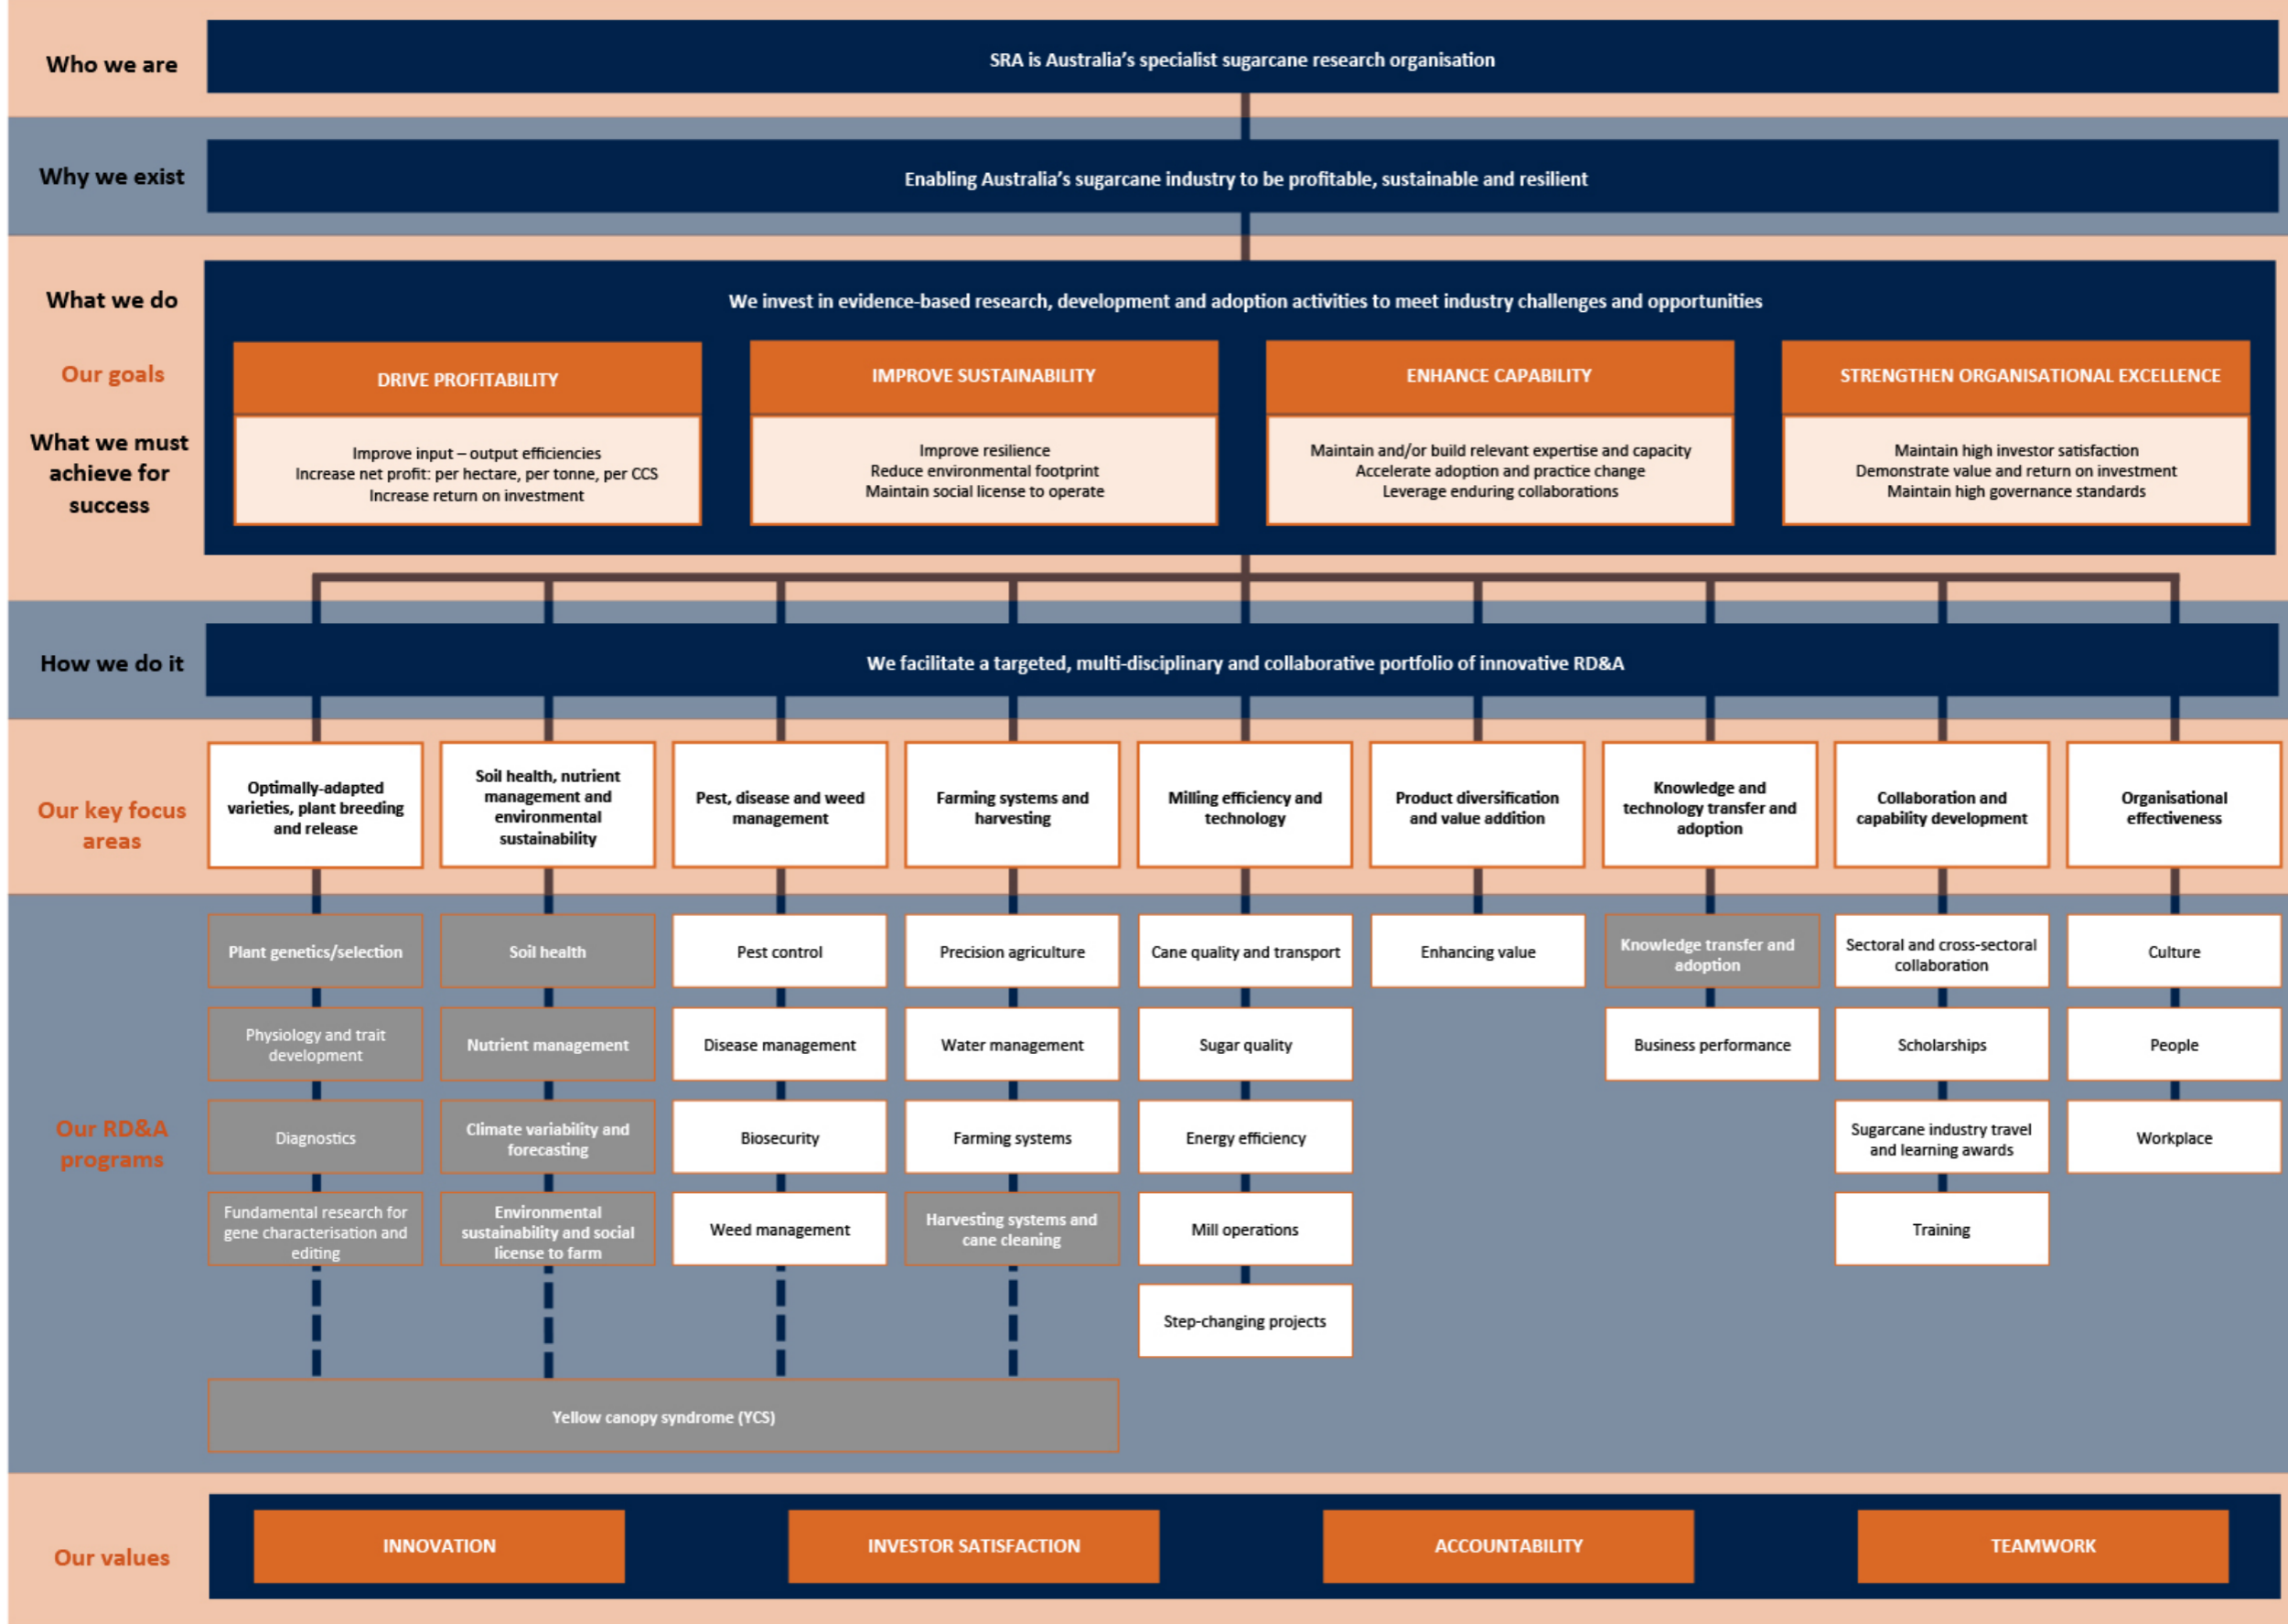 Who we are
SRA is Australia's specialist sugarcane research organisation
Why we exist
Enabling Australia's sugarcane industry to be profitable, sustainable and resilient
What we do
We invest in evidence-based research, development and adoption activities to meet industry challenges and opportunities
Our goals
DRIVE PROFITABILITY
IMPROVE SUSTAINABILITY
ENHANCE CAPABILITY
STRENGTHEN ORGANISATIONAL EXCELLENCE
What we must
achieve for
success
Improve input – output efficiencies
Increase net profit: per hectare, per tonne, per CCS
Increase return on investment
Improve resilience
Reduce environmental footprint
Maintain social license to operate
Maintain and/or build relevant expertise and capacity
Accelerate adoption and practice change
Leverage enduring collaborations
Maintain high investor satisfaction
Demonstrate value and return on investment
Maintain high governance standards
How we do it
We facilitate a targeted, multi-disciplinary and collaborative portfolio of innovative RD&A
Our key focus
areas
Optimally-adapted
varieties, plant breeding
and release
Soil health, nutrient
management and
environmental
sustainability
Pest, disease and weed
management
Farming systems and
harvesting
Milling efficiency and
technology
Product diversification
and value addition
Knowledge and
technology transfer and
adoption
Collaboration and
capability development
Organisational
effectiveness
Our RD&A
programs
Plant genetics/selection
Physiology and trait
development
Diagnostics
Fundamental research for
gene characterisation and
editing
Soil health
Nutrient management
Climate variability and
forecasting
Environmental
sustainability and social
license to farm
Pest control
Disease management
Biosecurity
Weed management
Precision agriculture
Water management
Farming systems
Harvesting systems and
cane cleaning
Yellow canopy syndrome (YCS)
Cane quality and transport
Sugar quality
Energy efficiency
Mill operations
Step-changing projects
Enhancing value
Knowledge transfer and
adoption
Business performance
Sectoral and cross-sectoral
collaboration
Scholarships
Sugarcane industry travel
and learning awards
Training
Culture
People
Workplace
Our values
INNOVATION
INVESTOR SATISFACTION
ACCOUNTABILITY
TEAMWORK